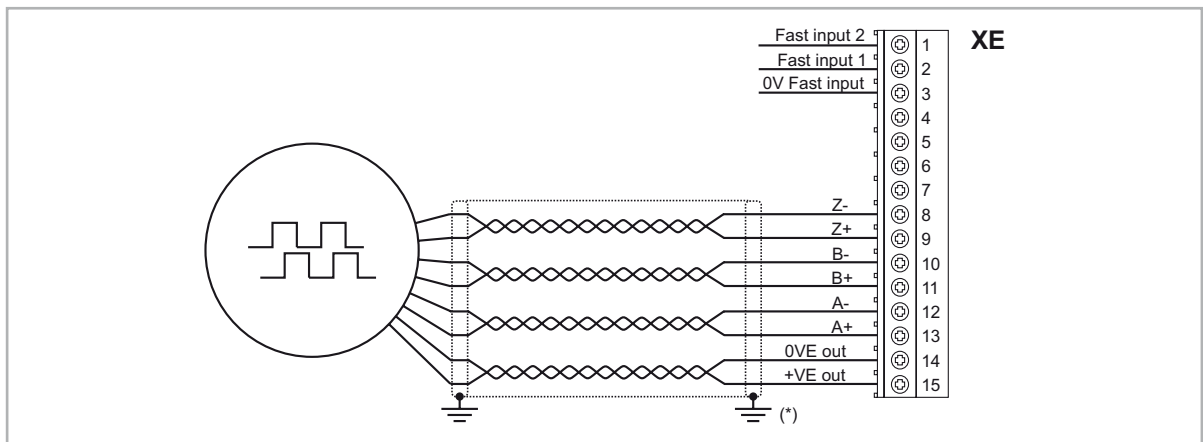 Fast input 2
1
XE
Fast input 1
2
0V Fast input
3
4
5
6
7
Z-
8
Z+
9
B-
10
B+
11
A-
12
A+
13
0VE out
14
+VE out
15
(*)